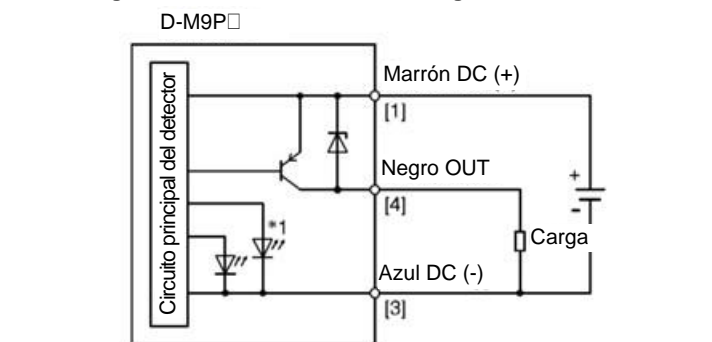 D-M9P□
Marrón DC (+)
[1]
Negro OUT
[4]
+
-
Carga
*1
Azul DC (-)
[3]
Circuito principal del detector